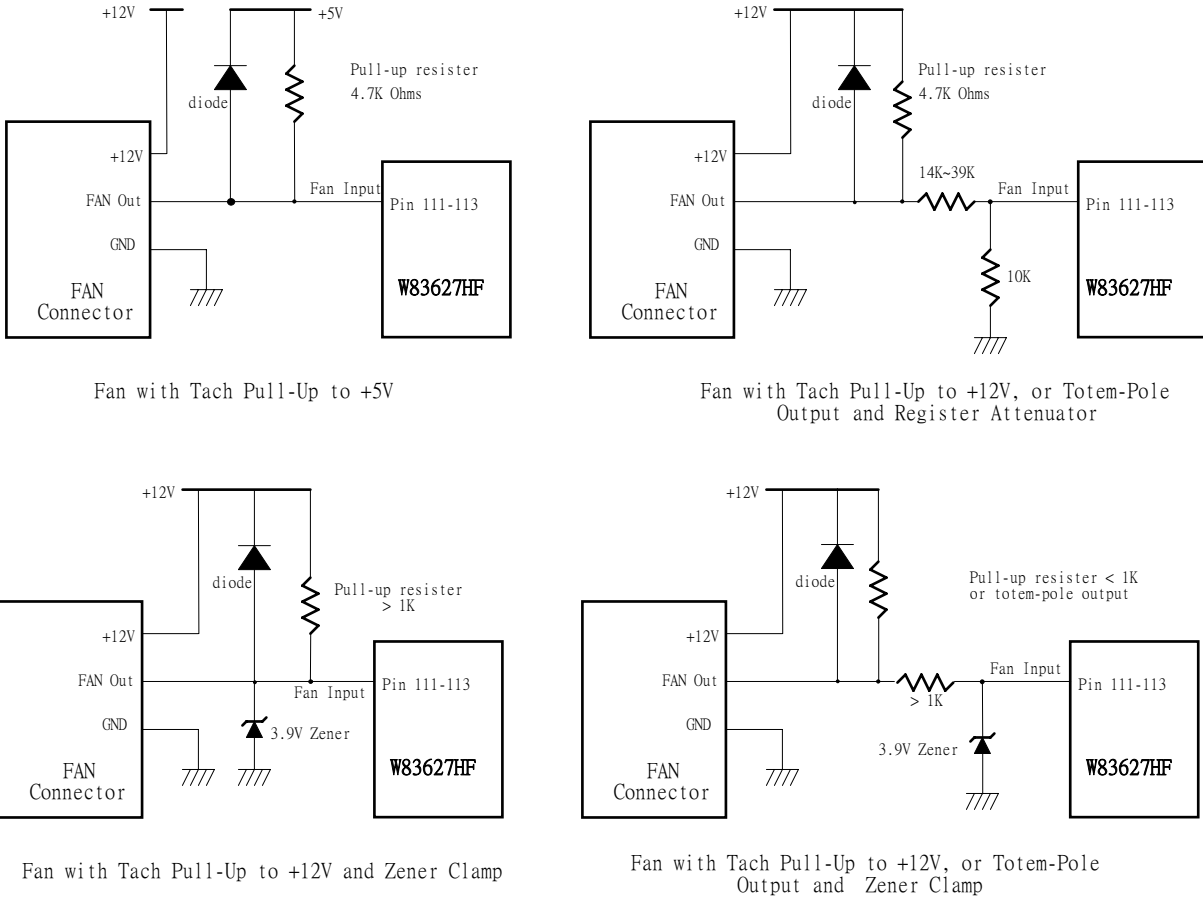 +12V
+5V
Pull-up resister
4.7K Ohms
diode
+12V
FAN Out
Fan Input
Pin 111-113
GND
FAN
Connector
W83627HF
Fan with Tach Pull-Up to +5V
+12V
Pull-up resister
4.7K Ohms
diode
+12V
14K~39K
FAN Out
Fan Input
Pin 111-113
GND
10K
FAN
Connector
W83627HF
Fan with Tach Pull-Up to +12V, or Totem-Pole
Output and Register Attenuator
+12V
diode
Pull-up resister
> 1K
+12V
FAN Out
Fan Input
Pin 111-113
GND
3.9V Zener
FAN
Connector
W83627HF
Fan with Tach Pull-Up to +12V and Zener Clamp
+12V
diode
Pull-up resister < 1K
or totem-pole output
+12V
FAN Out
Fan Input
> 1K
Pin 111-113
GND
3.9V Zener
FAN
Connector
W83627HF
Fan with Tach Pull-Up to +12V, or Totem-Pole
Output and Zener Clamp